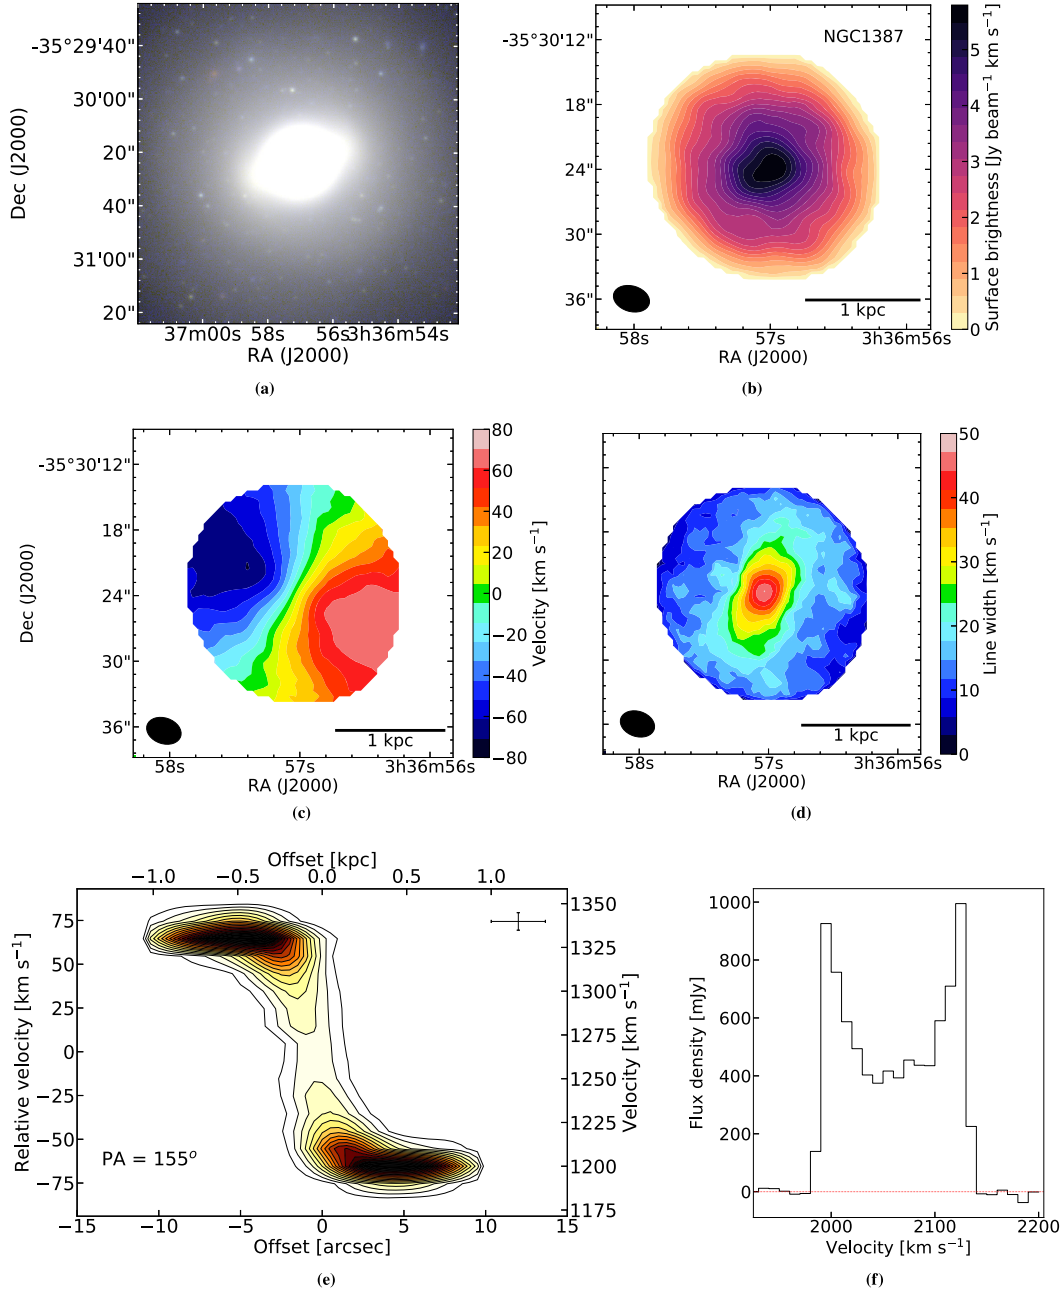 -35°29'40"
30'00"
20"
40"
31'00"
20"
Dec (J2000)
37m00s 58s 56s 3h36m54s
RA (J2000)
(a)
NGC1387
-35°30'12"
18"
24"
30"
36"
1 kpc
58s 57s 3h36m56s
RA (J2000)
5
4
3
2
1
0
Surface brightness [Jy beam⁻¹ km s⁻¹]
(b)
-35°30'12"
18"
24"
30"
36"
Dec (J2000)
1 kpc
58s 57s 3h36m56s
RA (J2000)
80
60
40
20
0
−20
−40
−60
−80
Velocity [km s⁻¹]
(c)
1 kpc
58s 57s 3h36m56s
RA (J2000)
50
40
30
20
10
0
Line width [km s⁻¹]
(d)
Offset [kpc]
−1.0 −0.5 0.0 0.5 1.0
75
50
25
0
−25
−50
−75
Relative velocity [km s⁻¹]
PA = 155°
1350
1325
1300
1275
1250
1225
1200
1175
Velocity [km s⁻¹]
−15 −10 −5 0 5 10 15
Offset [arcsec]
(e)
1000
800
600
400
200
0
Flux density [mJy]
2000 2100 2200
Velocity [km s⁻¹]
(f)